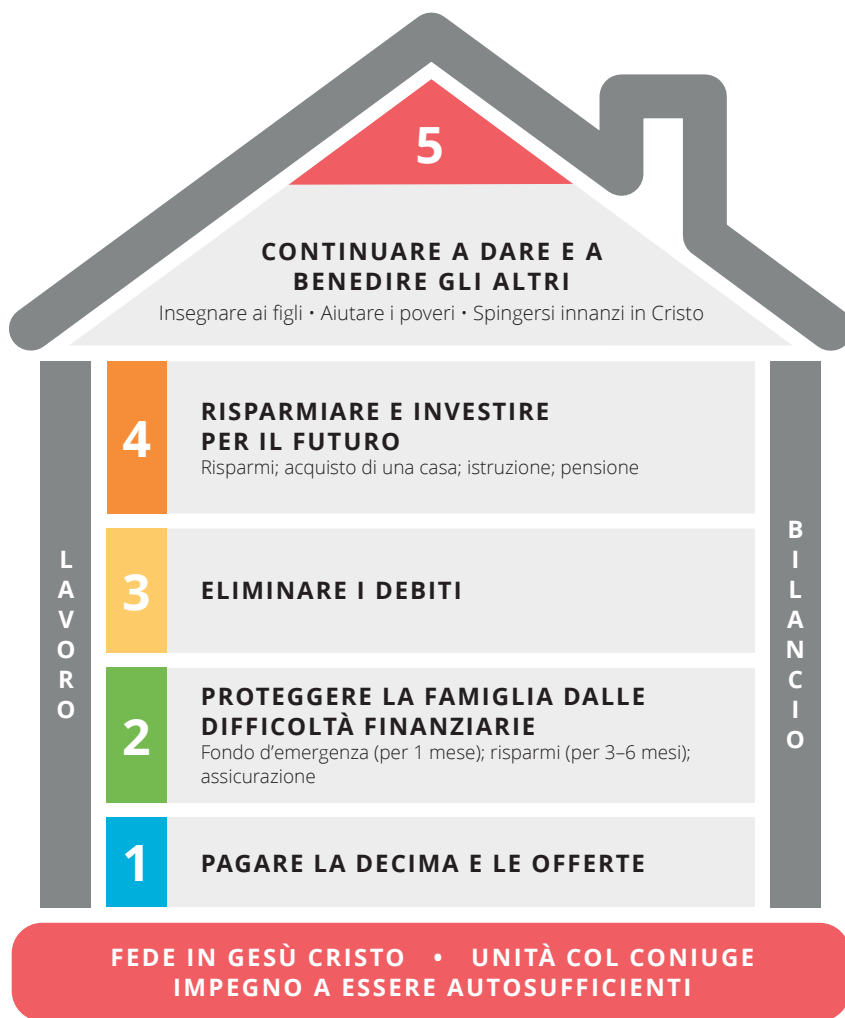 5
CONTINUARE A DARE E A
BENEDIRE GLI ALTRI
Insegnare ai figli • Aiutare i poveri • Spingersi innanzi in Cristo
4
RISPARMIARE E INVESTIRE
PER IL FUTURO
Risparmi; acquisto di una casa; istruzione; pensione
3
ELIMINARE I DEBITI
2
PROTEGGERE LA FAMIGLIA DALLE
DIFFICOLTÀ FINANZIARIE
Fondo d’emergenza (per 1 mese); risparmi (per 3–6 mesi);
assicurazione
1
PAGARE LA DECIMA E LE OFFERTE
LAVORO
BILANCIO
FEDE IN GESÙ CRISTO • UNITÀ COL CONIUGE
IMPEGNO A ESSERE AUTOSUFFICIENTI